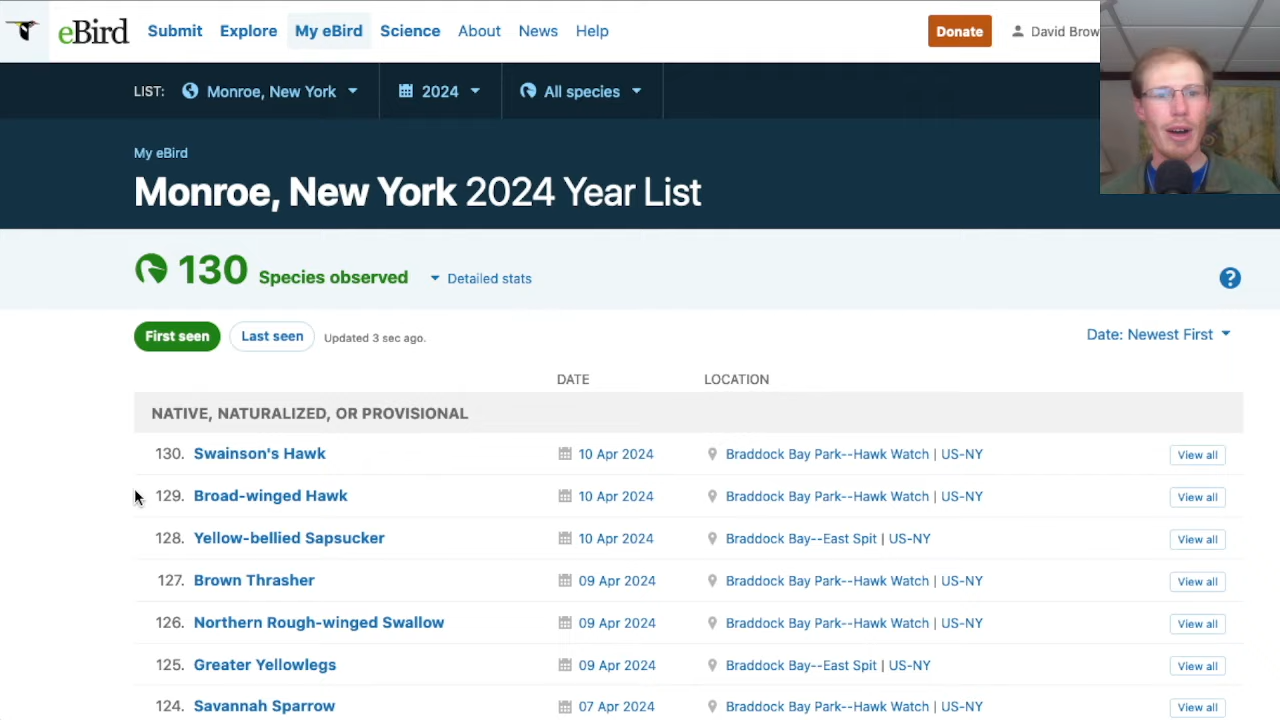 eBird Submit Explore My eBird Science About News Help Donate David Brow
LIST: Monroe, New York 2024 All species
My eBird
Monroe, New York 2024 Year List
130 Species observed Detailed stats ?
First seen Last seen Updated 3 sec ago. Date: Newest First
DATE LOCATION
NATIVE, NATURALIZED, OR PROVISIONAL
130. Swainson's Hawk 10 Apr 2024 Braddock Bay Park--Hawk Watch | US-NY View all
129. Broad-winged Hawk 10 Apr 2024 Braddock Bay Park--Hawk Watch | US-NY View all
128. Yellow-bellied Sapsucker 10 Apr 2024 Braddock Bay--East Spit | US-NY View all
127. Brown Thrasher 09 Apr 2024 Braddock Bay Park--Hawk Watch | US-NY View all
126. Northern Rough-winged Swallow 09 Apr 2024 Braddock Bay Park--Hawk Watch | US-NY View all
125. Greater Yellowlegs 09 Apr 2024 Braddock Bay--East Spit | US-NY View all
124. Savannah Sparrow 07 Apr 2024 Braddock Bay Park--Hawk Watch | US-NY View all